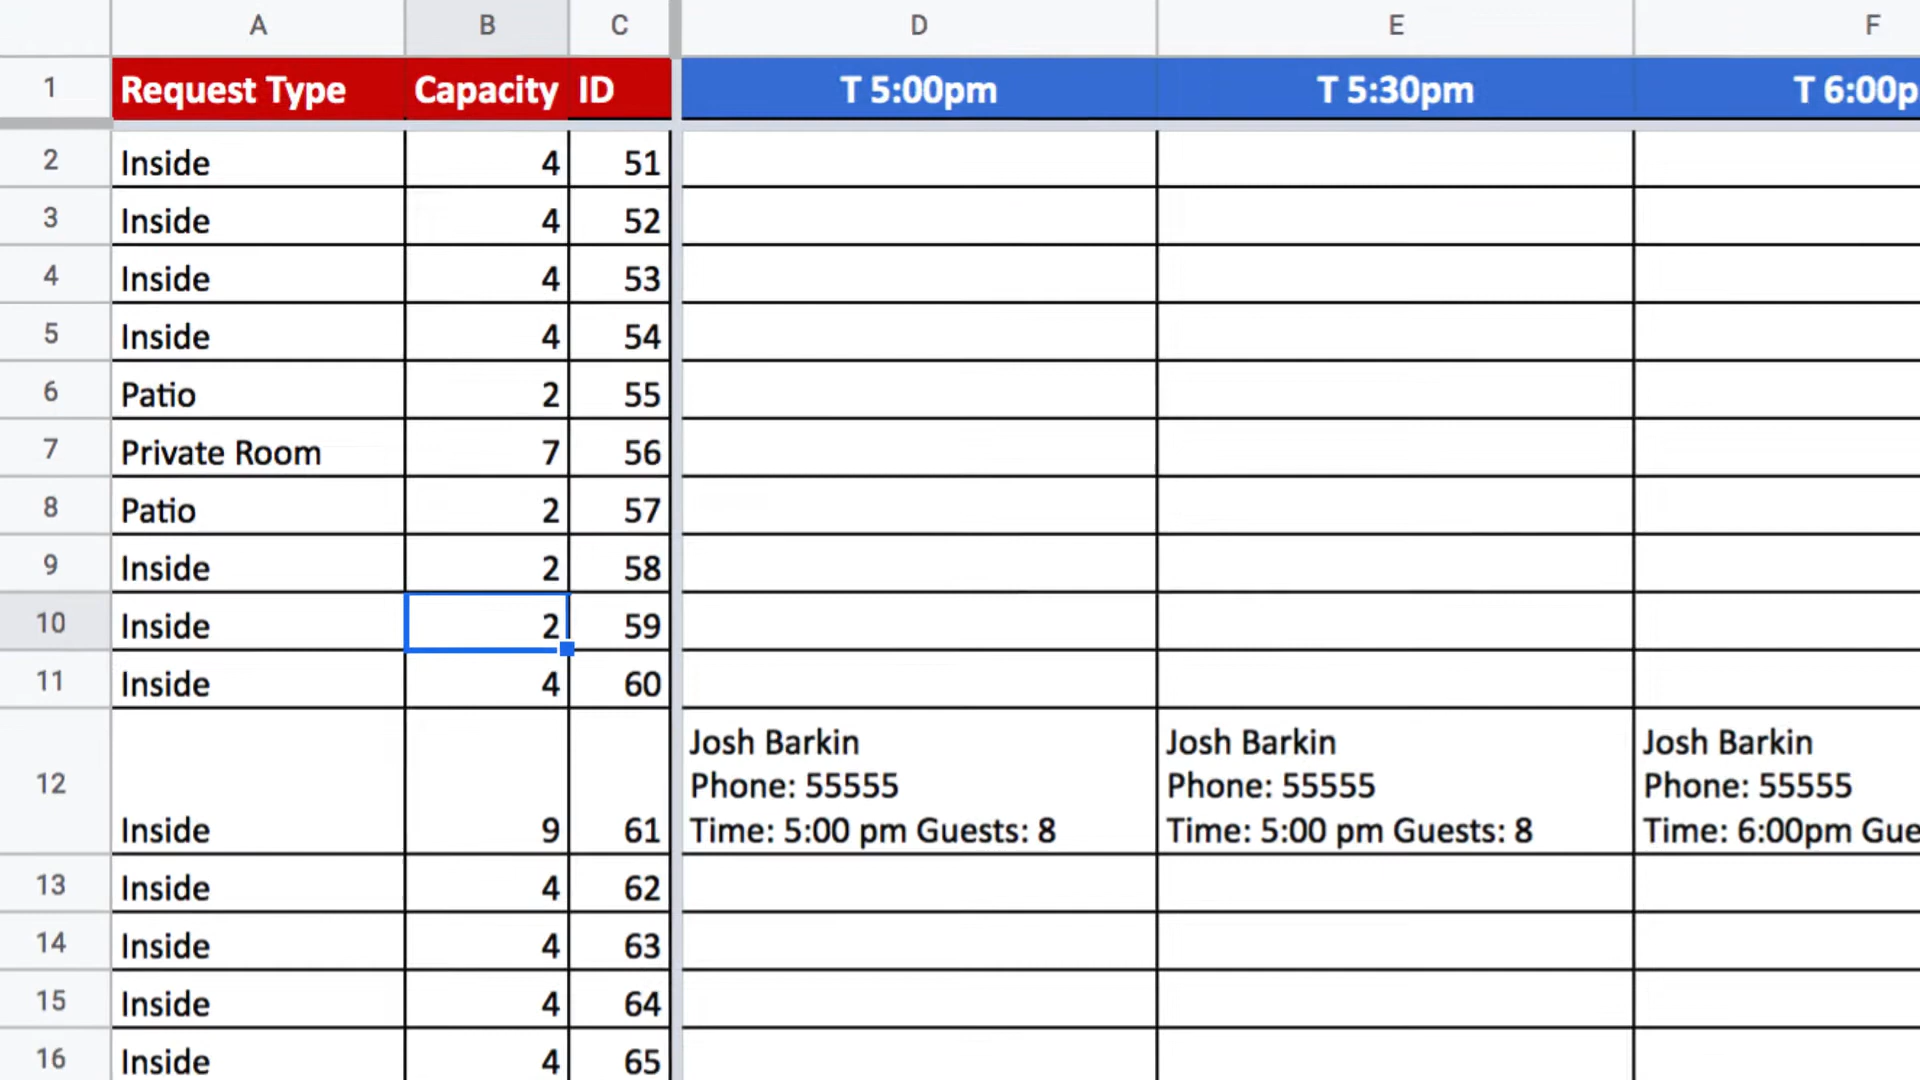 A B C D E F
1 Request Type Capacity ID T 5:00pm T 5:30pm T 6:00p
2 Inside 4 51
3 Inside 4 52
4 Inside 4 53
5 Inside 4 54
6 Patio 2 55
7 Private Room 7 56
8 Patio 2 57
9 Inside 2 58
10 Inside 2 59
11 Inside 4 60
Josh Barkin Josh Barkin Josh Barkin
12 Phone: 55555 Phone: 55555 Phone: 55555
Inside 9 61 Time: 5:00 pm Guests: 8 Time: 5:00 pm Guests: 8 Time: 6:00pm Gue
13 Inside 4 62
14 Inside 4 63
15 Inside 4 64
16 Inside 4 65